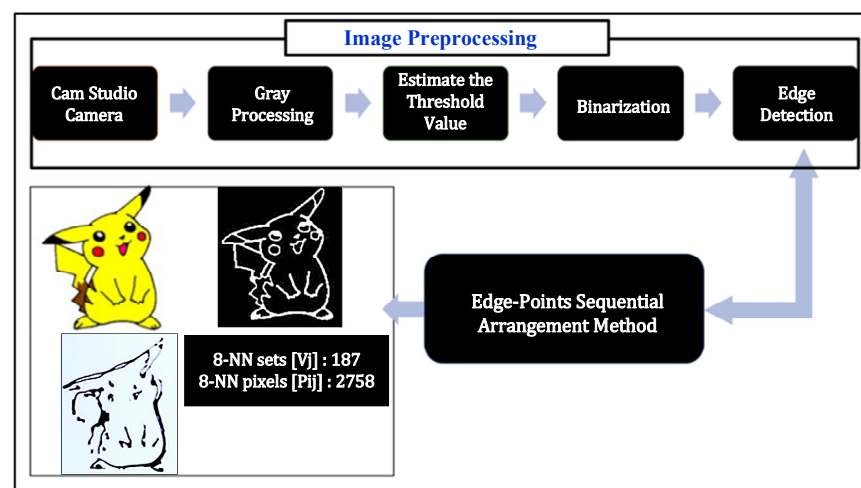 Image Preprocessing
Cam Studio
Camera
Gray
Processing
Estimate the
Threshold
Value
Binarization
Edge
Detection
Edge-Points Sequential
Arrangement Method
8-NN sets [Vj] : 187
8-NN pixels [Pij] : 2758